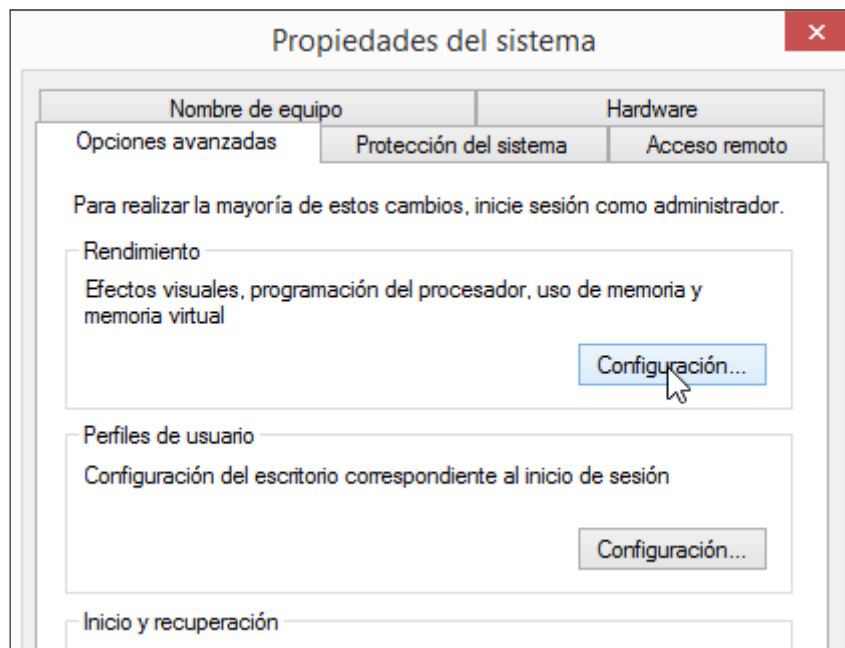 Propiedades del sistema
Nombre de equipo
Hardware
Opciones avanzadas
Protección del sistema
Acceso remoto
Para realizar la mayoría de estos cambios, inicie sesión como administrador.
Rendimiento
Efectos visuales, programación del procesador, uso de memoria y
memoria virtual
Configuración...
Perfiles de usuario
Configuración del escritorio correspondiente al inicio de sesión
Configuración...
Inicio y recuperación